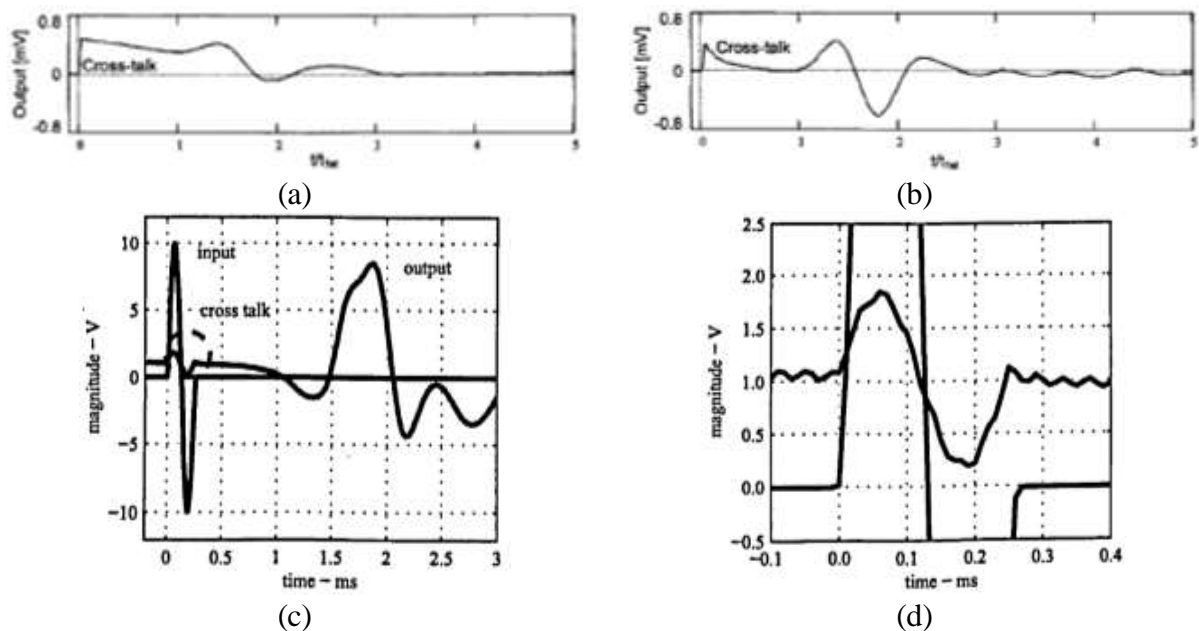 0.8
Output [mV]
0
-0.8
Cross-talk
0 1 2 3 4 5
(a)
0.8
Output [mV]
0
-0.8
Cross-talk
0 1 2 3 4 5
(b)
10
5
0
−5
−10
magnitude – V
input
cross talk
output
0 0.5 1 1.5 2 2.5 3
time – ms
(c)
2.5
2.0
1.5
1.0
0.5
0.0
−0.5
magnitude – V
−0.1 0.0 0.1 0.2 0.3 0.4
time – ms
(d)